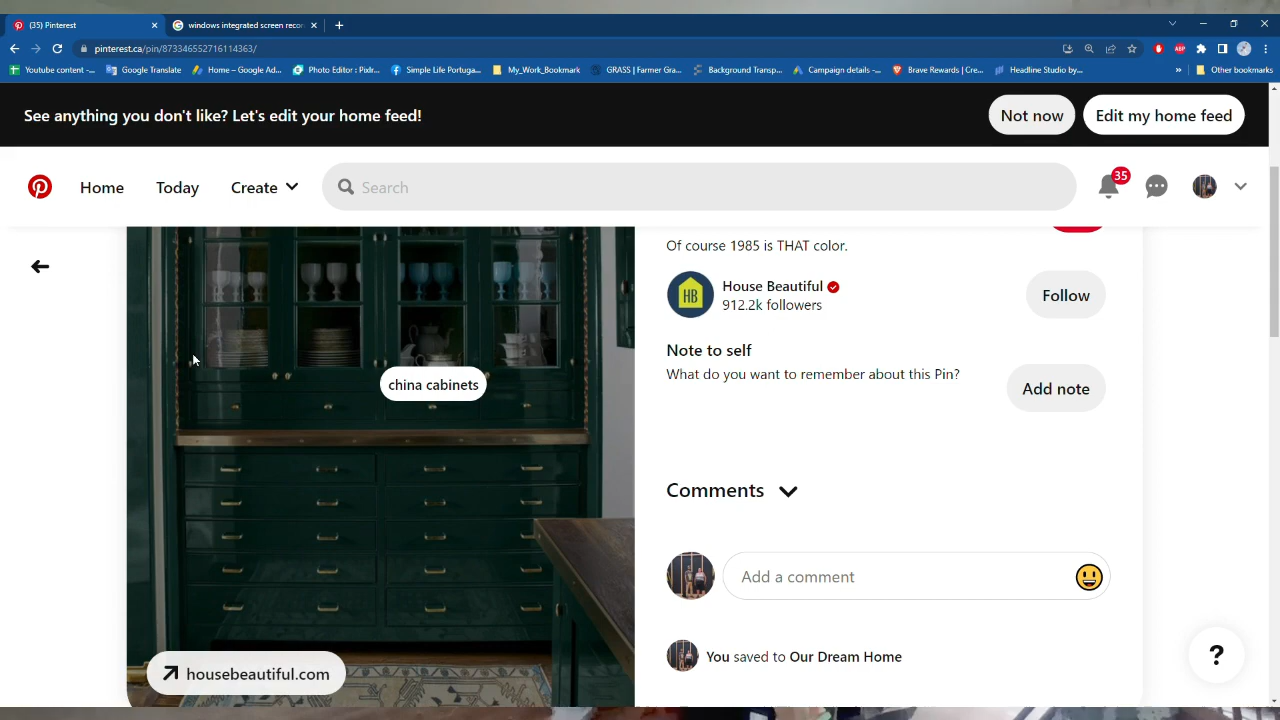 (35) Pinterest
windows integrated screen recor
pinterest.ca/pin/873346552716114363/
Youtube content -...
Google Translate
Home – Google Ad...
Photo Editor : Pixlr...
Simple Life Portuga...
My_Work_Bookmark
GRASS | Farmer Gra...
Background Transp...
Campaign details -...
Brave Rewards | Cre...
Headline Studio by...
»
Other bookmarks
See anything you don't like? Let's edit your home feed!
Not now
Edit my home feed
Home
Today
Create
Search
35
Of course 1985 is THAT color.
HB
House Beautiful
912.2k followers
Follow
Note to self
What do you want to remember about this Pin?
Add note
china cabinets
Comments
Add a comment
You saved to Our Dream Home
housebeautiful.com
?